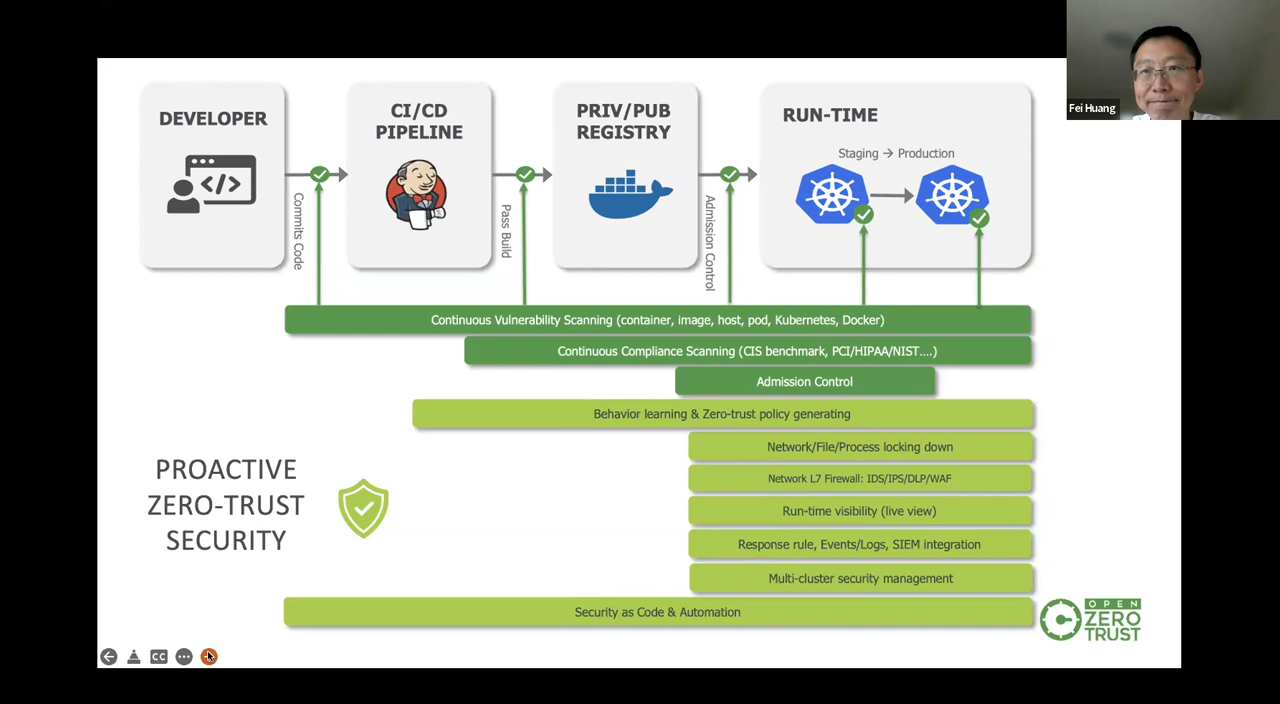 DEVELOPER
CI/CD
PIPELINE
PRIV/PUB
REGISTRY
RUN-TIME
Staging → Production
Commits Code
Pass Build
Admission Control
Continuous Vulnerability Scanning (container, image, host, pod, Kubernetes, Docker)
Continuous Compliance Scanning (CIS benchmark, PCI/HIPAA/NIST....)
Admission Control
Behavior learning & Zero-trust policy generating
Network/File/Process locking down
Network L7 Firewall: IDS/IPS/DLP/WAF
Run-time visibility (live view)
Response rule, Events/Logs, SIEM integration
Multi-cluster security management
Security as Code & Automation
PROACTIVE
ZERO-TRUST
SECURITY
OPEN
ZERO
TRUST
CC
Fei Huang